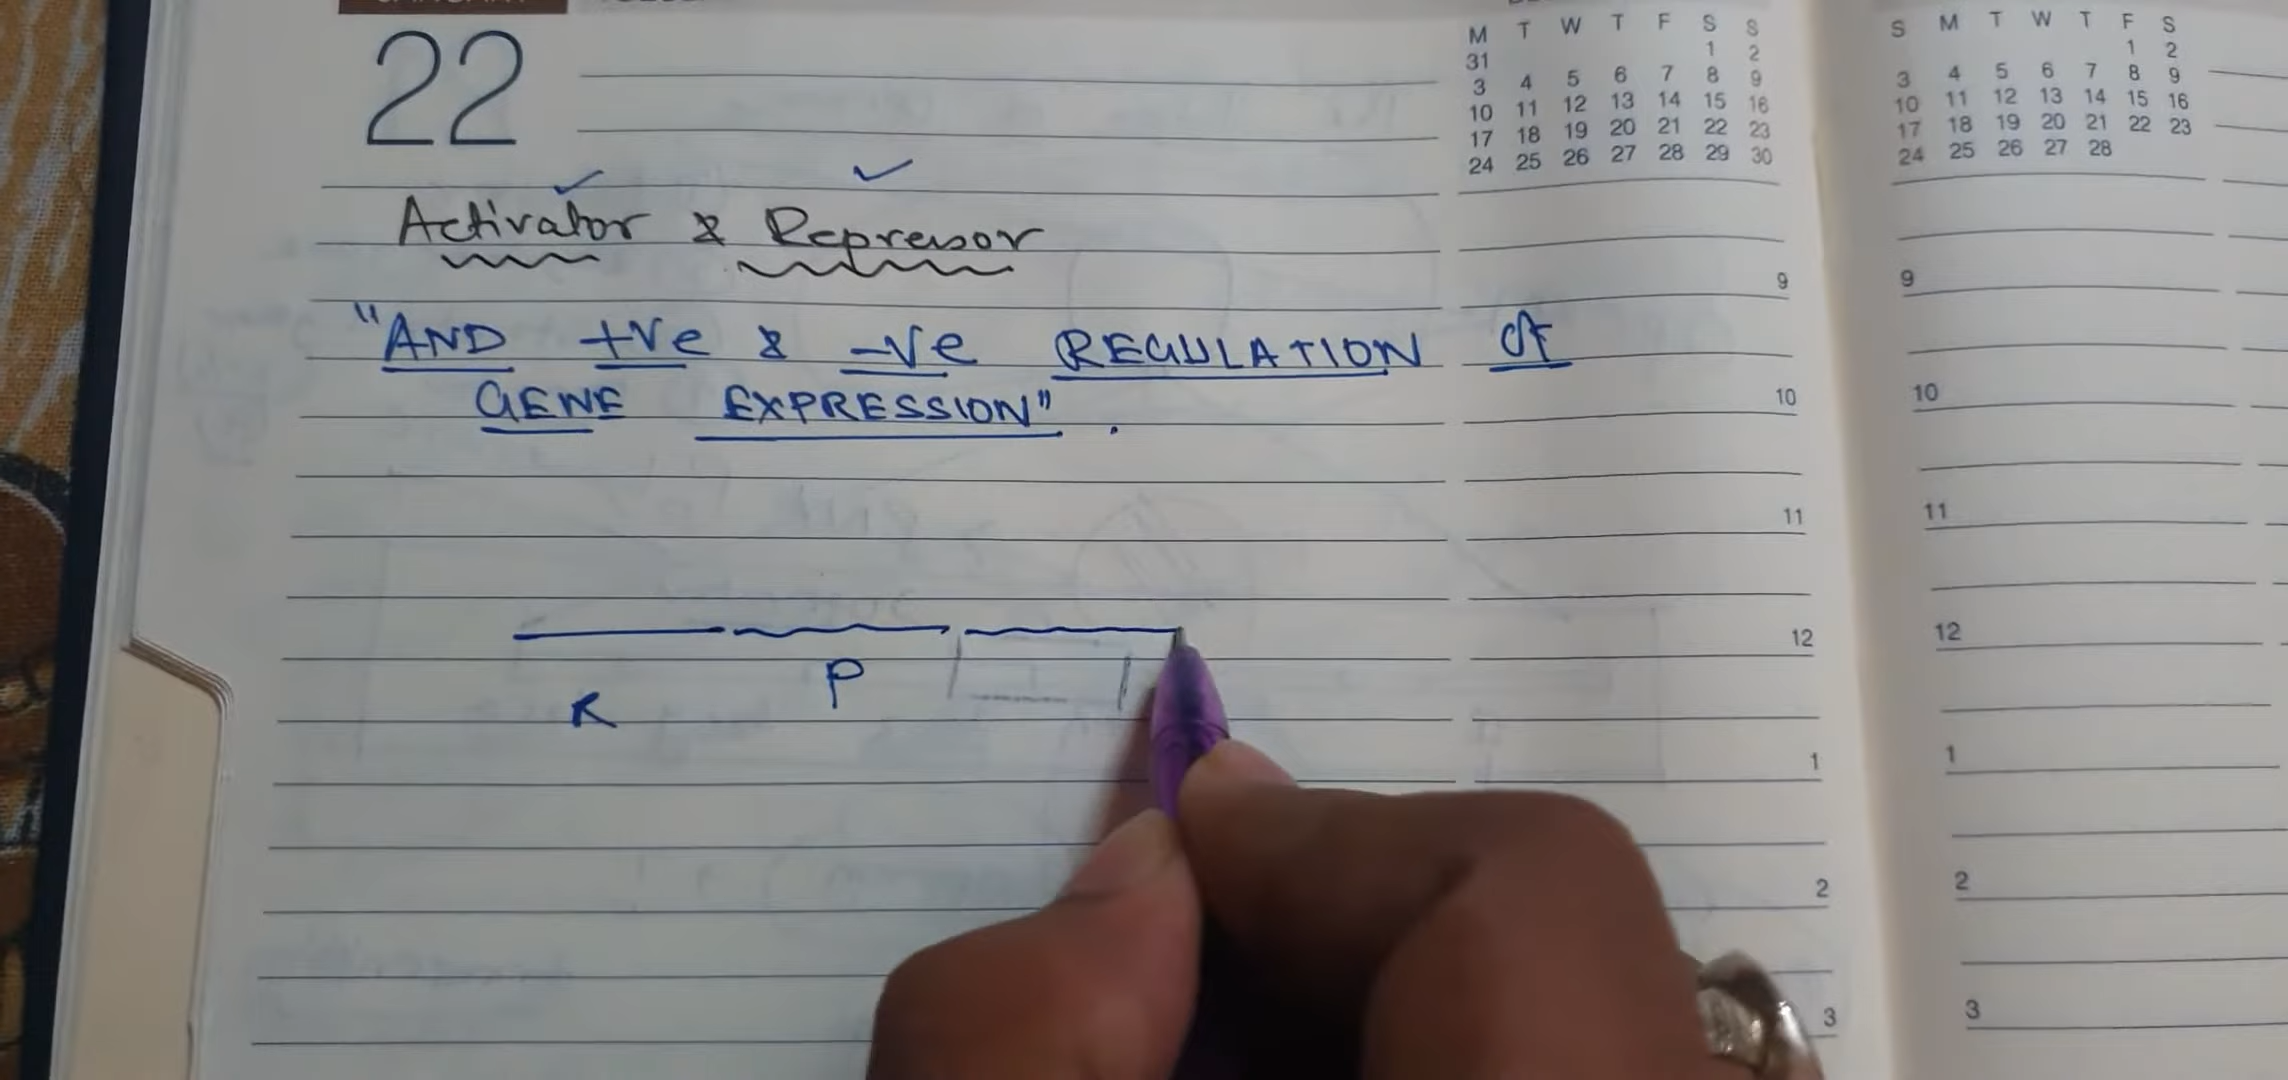 22
Activator & Repressor
"AND +Ve & -Ve REGULATION OF
GENE EXPRESSION".
R P
M T W T F S S
31 1 2
3 4 5 6 7 8 9
10 11 12 13 14 15 16
17 18 19 20 21 22 23
24 25 26 27 28 29 30
9
10
11
12
1
2
3
S M T W T F S
1 2
3 4 5 6 7 8 9
10 11 12 13 14 15 16
17 18 19 20 21 22 23
24 25 26 27 28
9
10
11
12
1
2
3